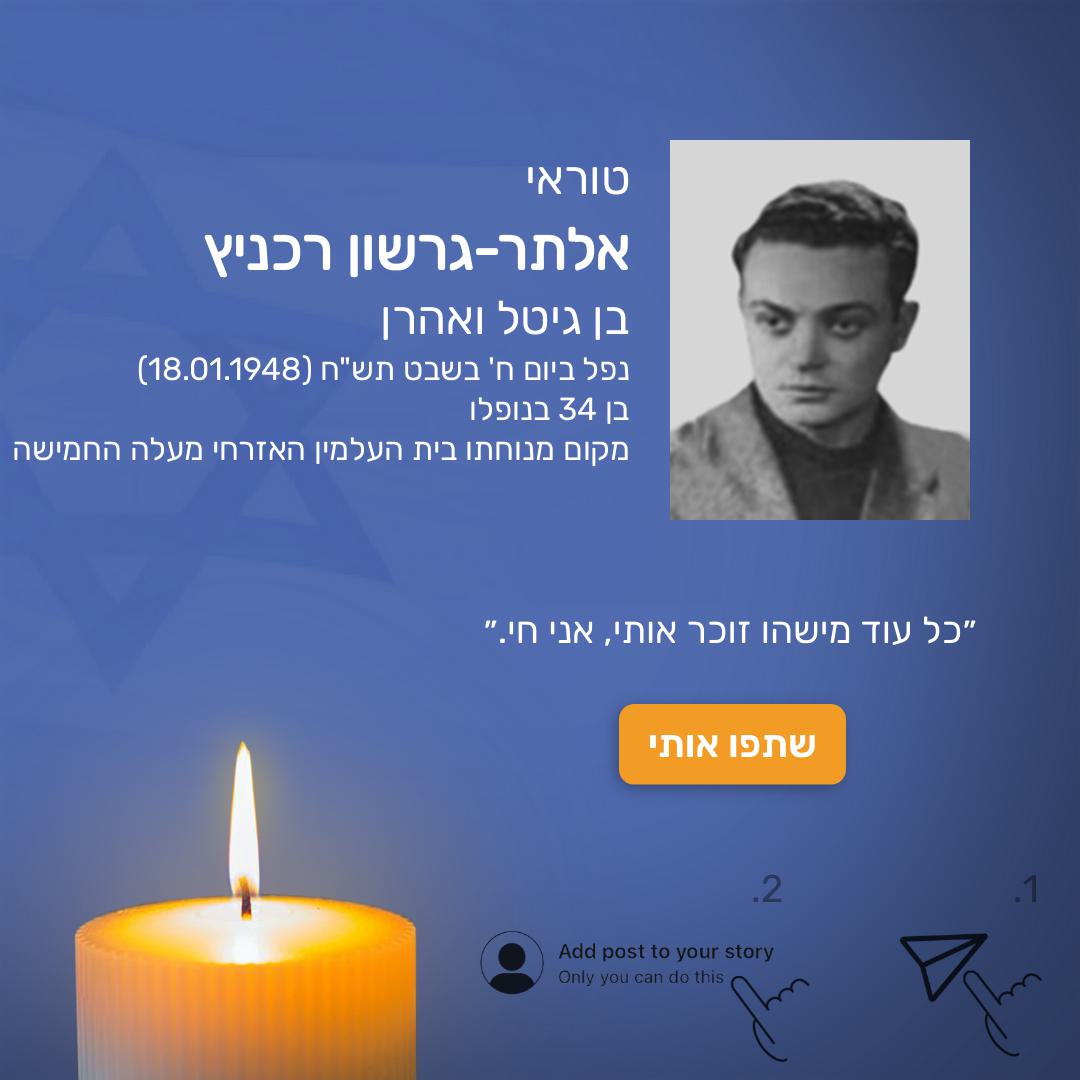 טוראי
אלתר-גרשון רכניץ
בן גיטל ואהרן
נפל ביום ח' בשבט תש"ח (18.01.1948)
בן 34 בנופלו
מקום מנוחתו בית העלמין האזרחי מעלה החמישה
״כל עוד מישהו זוכר אותי, אני חי.״
שתפו אותי
1.
2.
Add post to your story
Only you can do this